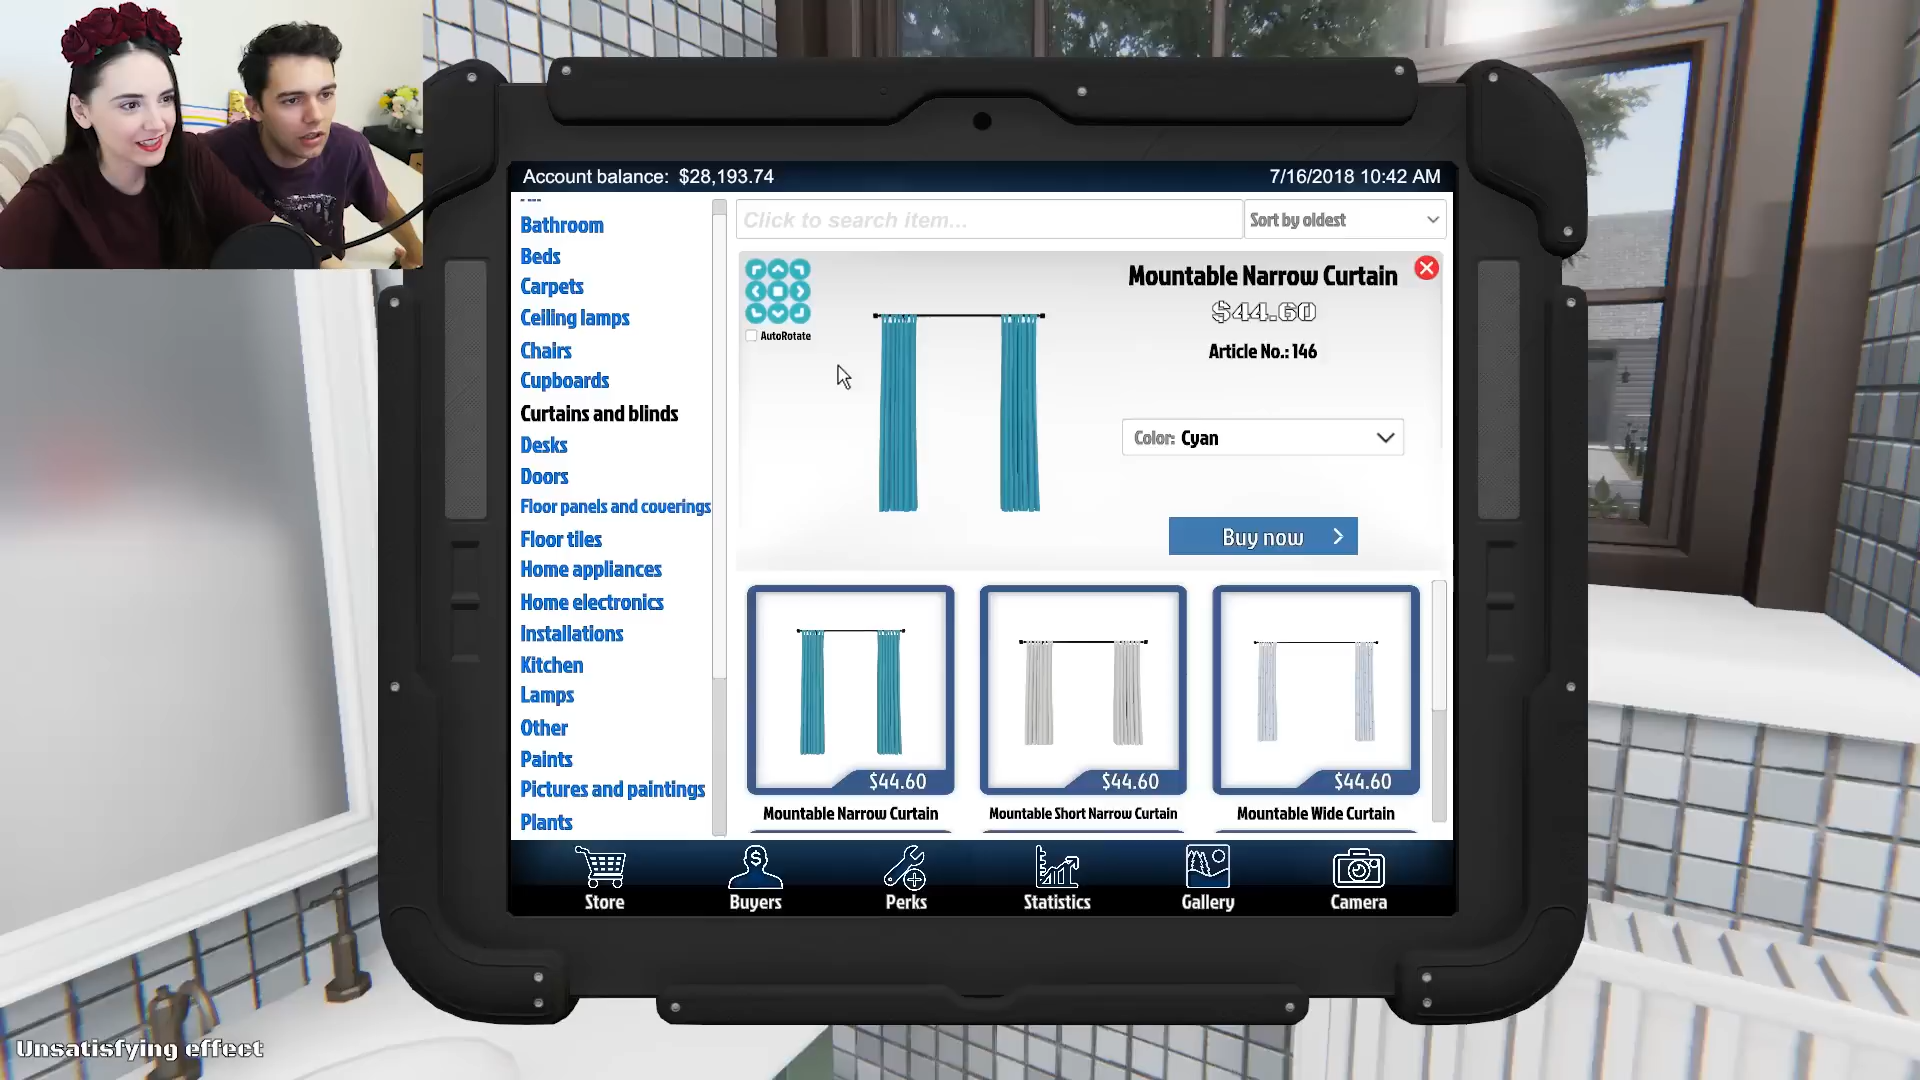 Account balance: $28,193.74
7/16/2018 10:42 AM
Bathroom
Beds
Carpets
Ceiling lamps
Chairs
Cupboards
Curtains and blinds
Desks
Doors
Floor panels and coverings
Floor tiles
Home appliances
Home electronics
Installations
Kitchen
Lamps
Other
Paints
Pictures and paintings
Plants
Click to search item...
Sort by oldest
AutoRotate
Mountable Narrow Curtain
$44.60
Article No.: 146
Color: Cyan
Buy now
$44.60
$44.60
$44.60
Mountable Narrow Curtain
Mountable Short Narrow Curtain
Mountable Wide Curtain
Store
Buyers
Perks
Statistics
Gallery
Camera
Unsatisfying effect